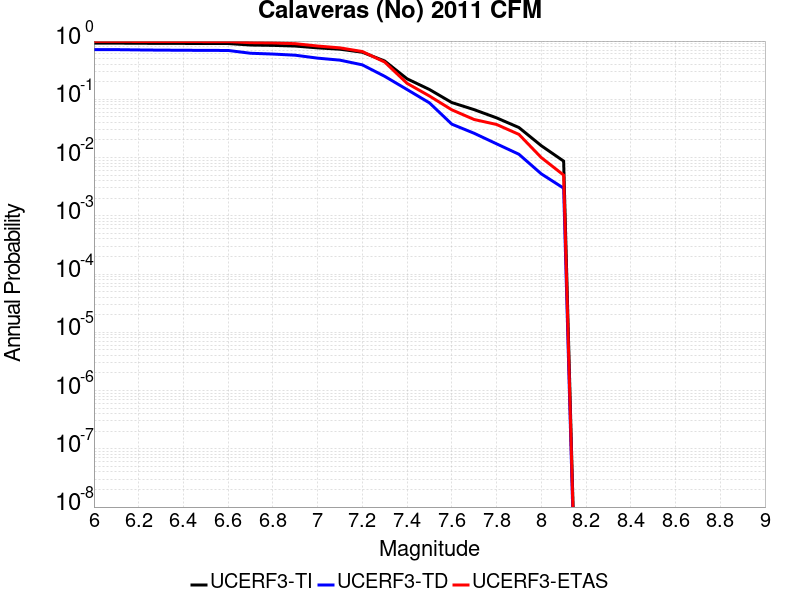 Calaveras (No) 2011 CFM
10^0
10^-1
10^-2
10^-3
10^-4
10^-5
10^-6
10^-7
10^-8
Annual Probability
6 6.2 6.4 6.6 6.8 7 7.2 7.4 7.6 7.8 8 8.2 8.4 8.6 8.8 9
Magnitude
UCERF3-TI UCERF3-TD UCERF3-ETAS